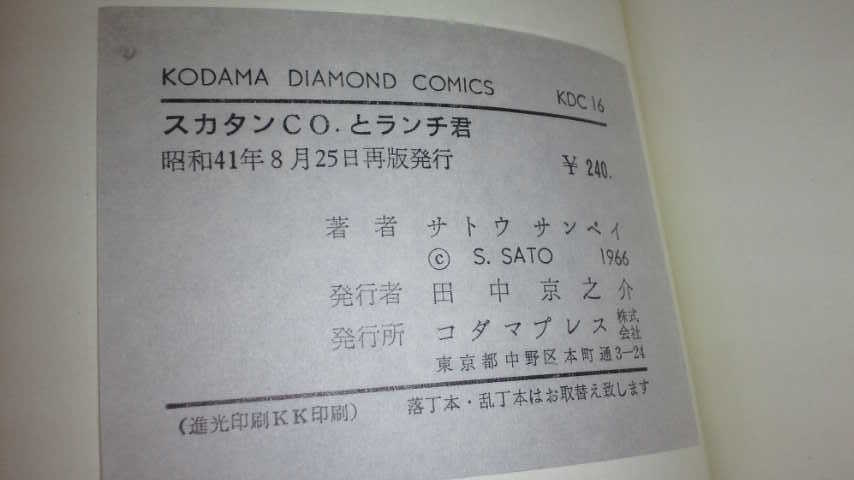 KODAMA DIAMOND COMICS KDC 16
スカタンCO.とランチ君
昭和41年8月25日再版発行 ¥ 240.
著者 サトウ サンペイ
© S. SATO 1966
発行者 田中京之介
発行所 コダマプレス 株式会社
東京都中野区本町通3-24
(進光印刷KK印刷) 落丁本・乱丁本はお取替え致します